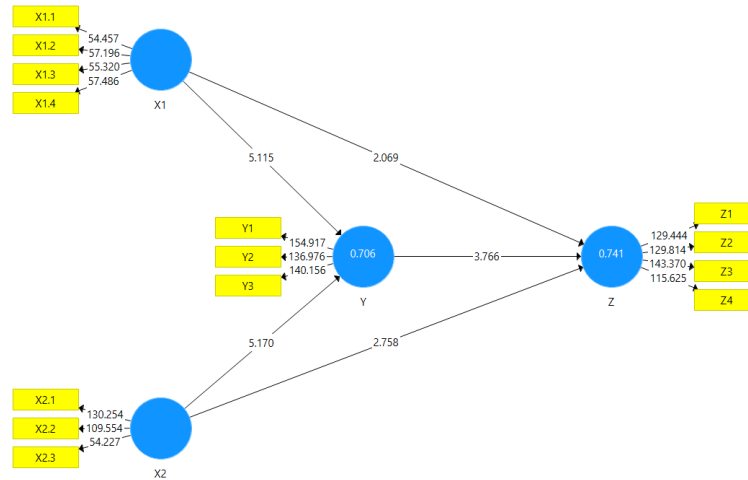 X1.1
X1.2
X1.3
X1.4
54.457
57.196
55.320
57.486
X1
5.115
2.069
Y1
Y2
Y3
154.917
136.976
140.156
0.706
Y
3.766
0.741
Z
129.444
129.814
143.370
115.625
Z1
Z2
Z3
Z4
5.170
2.758
X2.1
X2.2
X2.3
130.254
109.554
54.227
X2